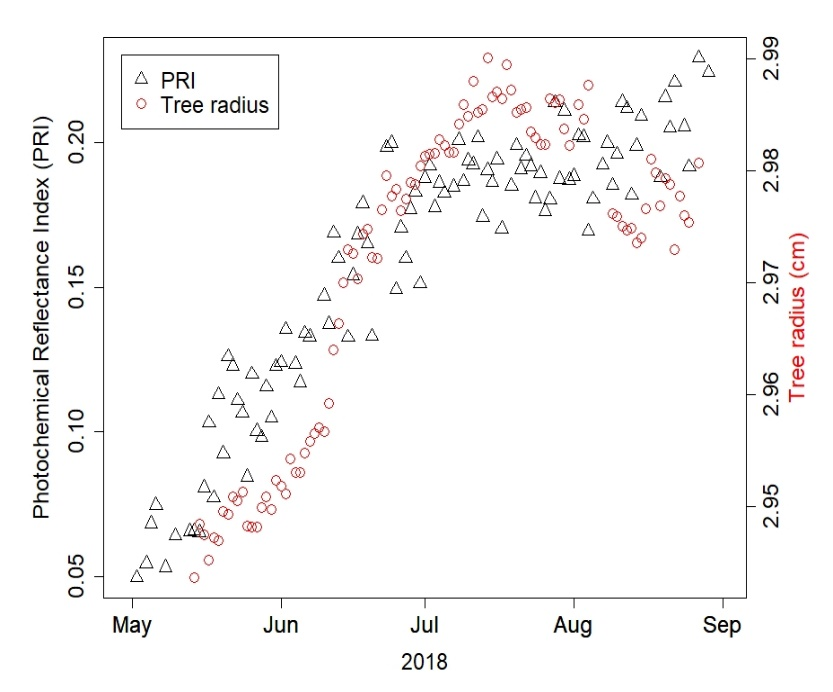 PRI
Tree radius
Photochemical Reflectance Index (PRI)
0.20
0.15
0.10
0.05
2.99
2.98
2.97
2.96
2.95
Tree radius (cm)
May Jun Jul Aug Sep
2018